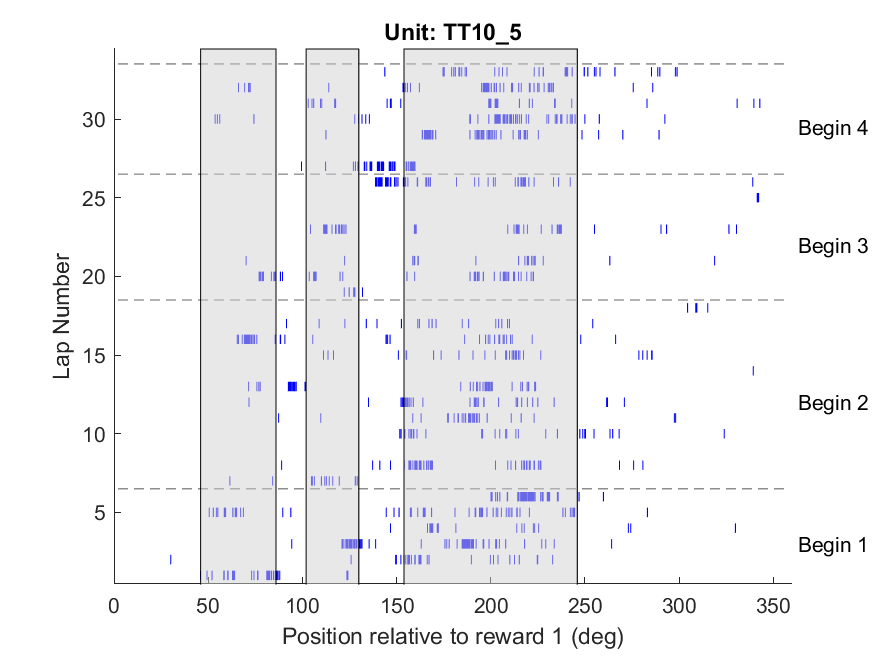 Unit: TT10_5
30
25
20
15
10
5
Lap Number
Begin 4
Begin 3
Begin 2
Begin 1
0 50 100 150 200 250 300 350
Position relative to reward 1 (deg)